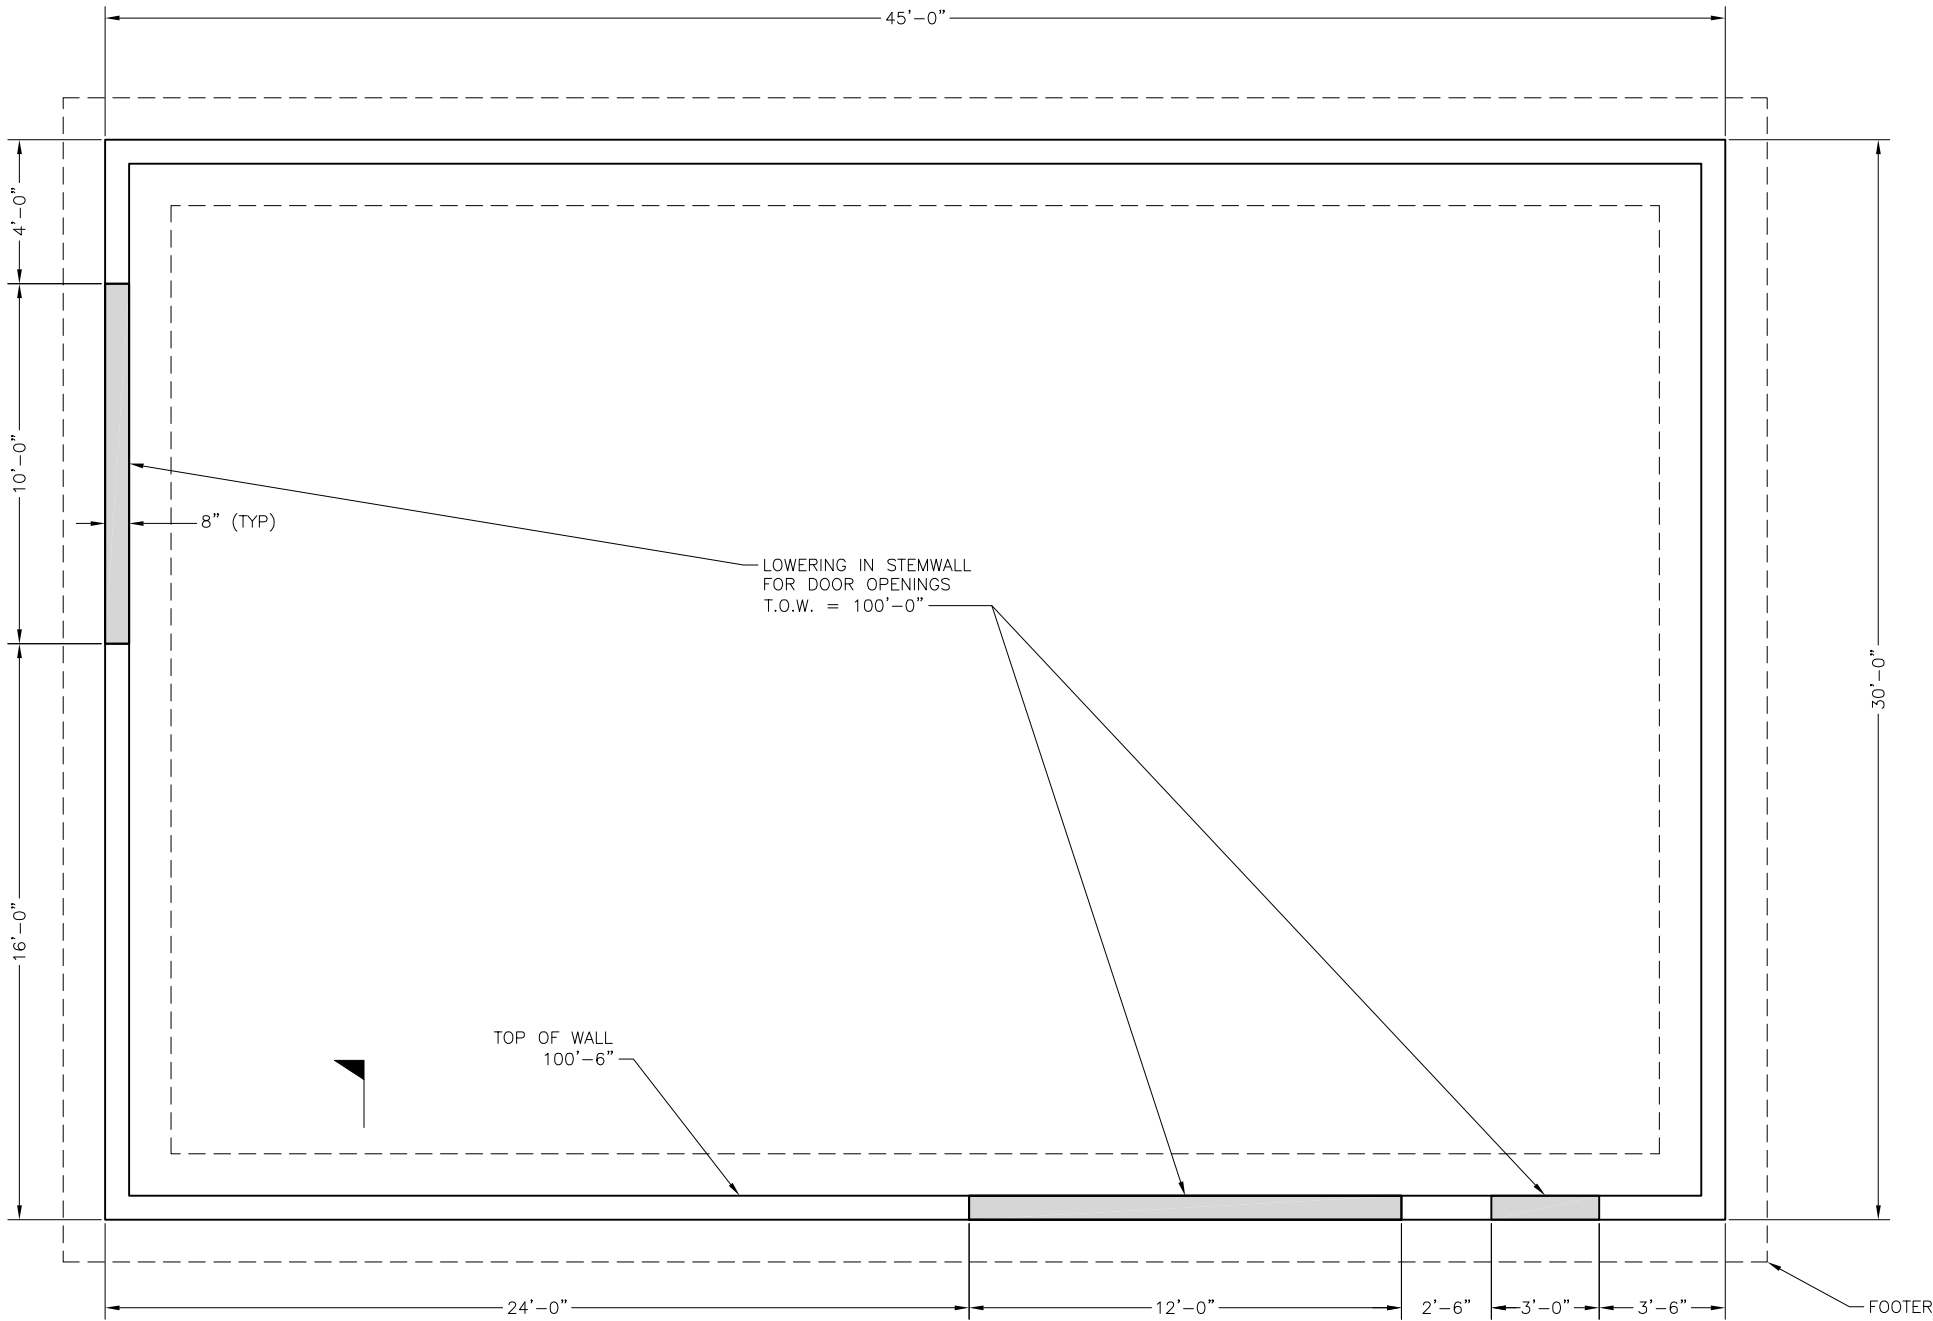 45'-0"
4'-0"
10'-0"
8" (TYP)
LOWERING IN STEMWALL
FOR DOOR OPENINGS
T.O.W. = 100'-0"
30'-0"
16'-0"
TOP OF WALL
100'-6"
24'-0"
12'-0"
2'-6"
3'-0"
3'-6"
FOOTER